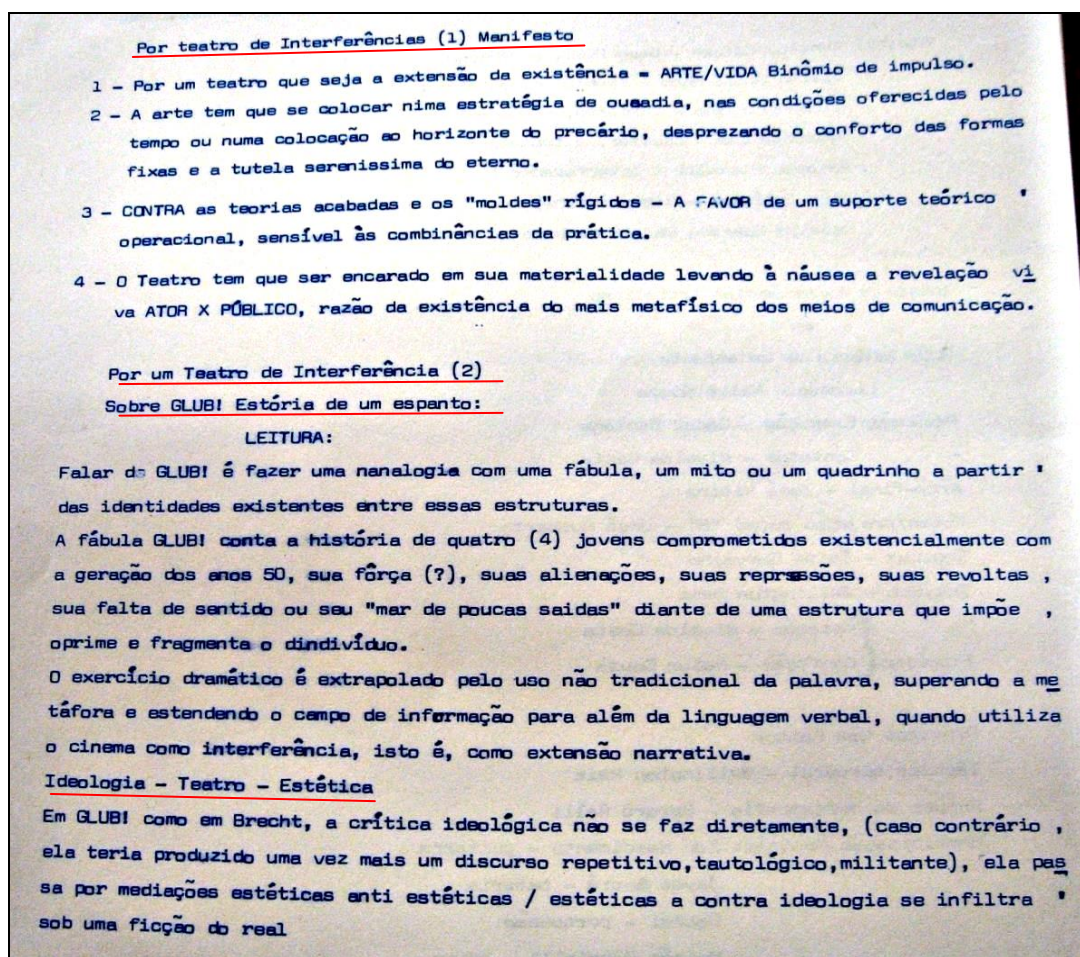 Por teatro de Interferências (1) Manifesto
1 - Por um teatro que seja a extensão da existência = ARTE/VIDA Binômio de impulso.
2 - A arte tem que se colocar nima estratégia de ousadia, nas condições oferecidas pelo
tempo ou numa colocação ao horizonte do precário, desprezando o conforto das formas
fixas e a tutela serenissima do eterno.
3 - CONTRA as teorias acabadas e os "moldes" rígidos - A FAVOR de um suporte teórico '
operacional, sensível às combinâncias da prática.
4 - O Teatro tem que ser encarado em sua materialidade levando à náusea a revelação vi
va ATOR X PÚBLICO, razão da existência do mais metafísico dos meios de comunicação.
Por um Teatro de Interferência (2)
Sobre GLUB! Estória de um espanto:
LEITURA:
Falar de GLUB! é fazer uma nanalogia com uma fábula, um mito ou um quadrinho a partir '
das identidades existentes entre essas estruturas.
A fábula GLUB! conta a história de quatro (4) jovens comprometidos existencialmente com
a geração dos anos 50, sua fôrça (?), suas alienações, suas repressões, suas revoltas ,
sua falta de sentido ou seu "mar de poucas saidas" diante de uma estrutura que impõe ,
oprime e fragmenta o dindivíduo.
O exercício dramático é extrapolado pelo uso não tradicional da palavra, superando a me
táfora e estendendo o campo de informação para além da linguagem verbal, quando utiliza
o cinema como interferência, isto é, como extensão narrativa.
Ideologia - Teatro - Estética
Em GLUB! como em Brecht, a crítica ideológica não se faz diretamente, (caso contrário ,
ela teria produzido uma vez mais um discurso repetitivo,tautológico,militante), ela pas
sa por mediações estéticas anti estéticas / estéticas a contra ideologia se infiltra '
sob uma ficção do real